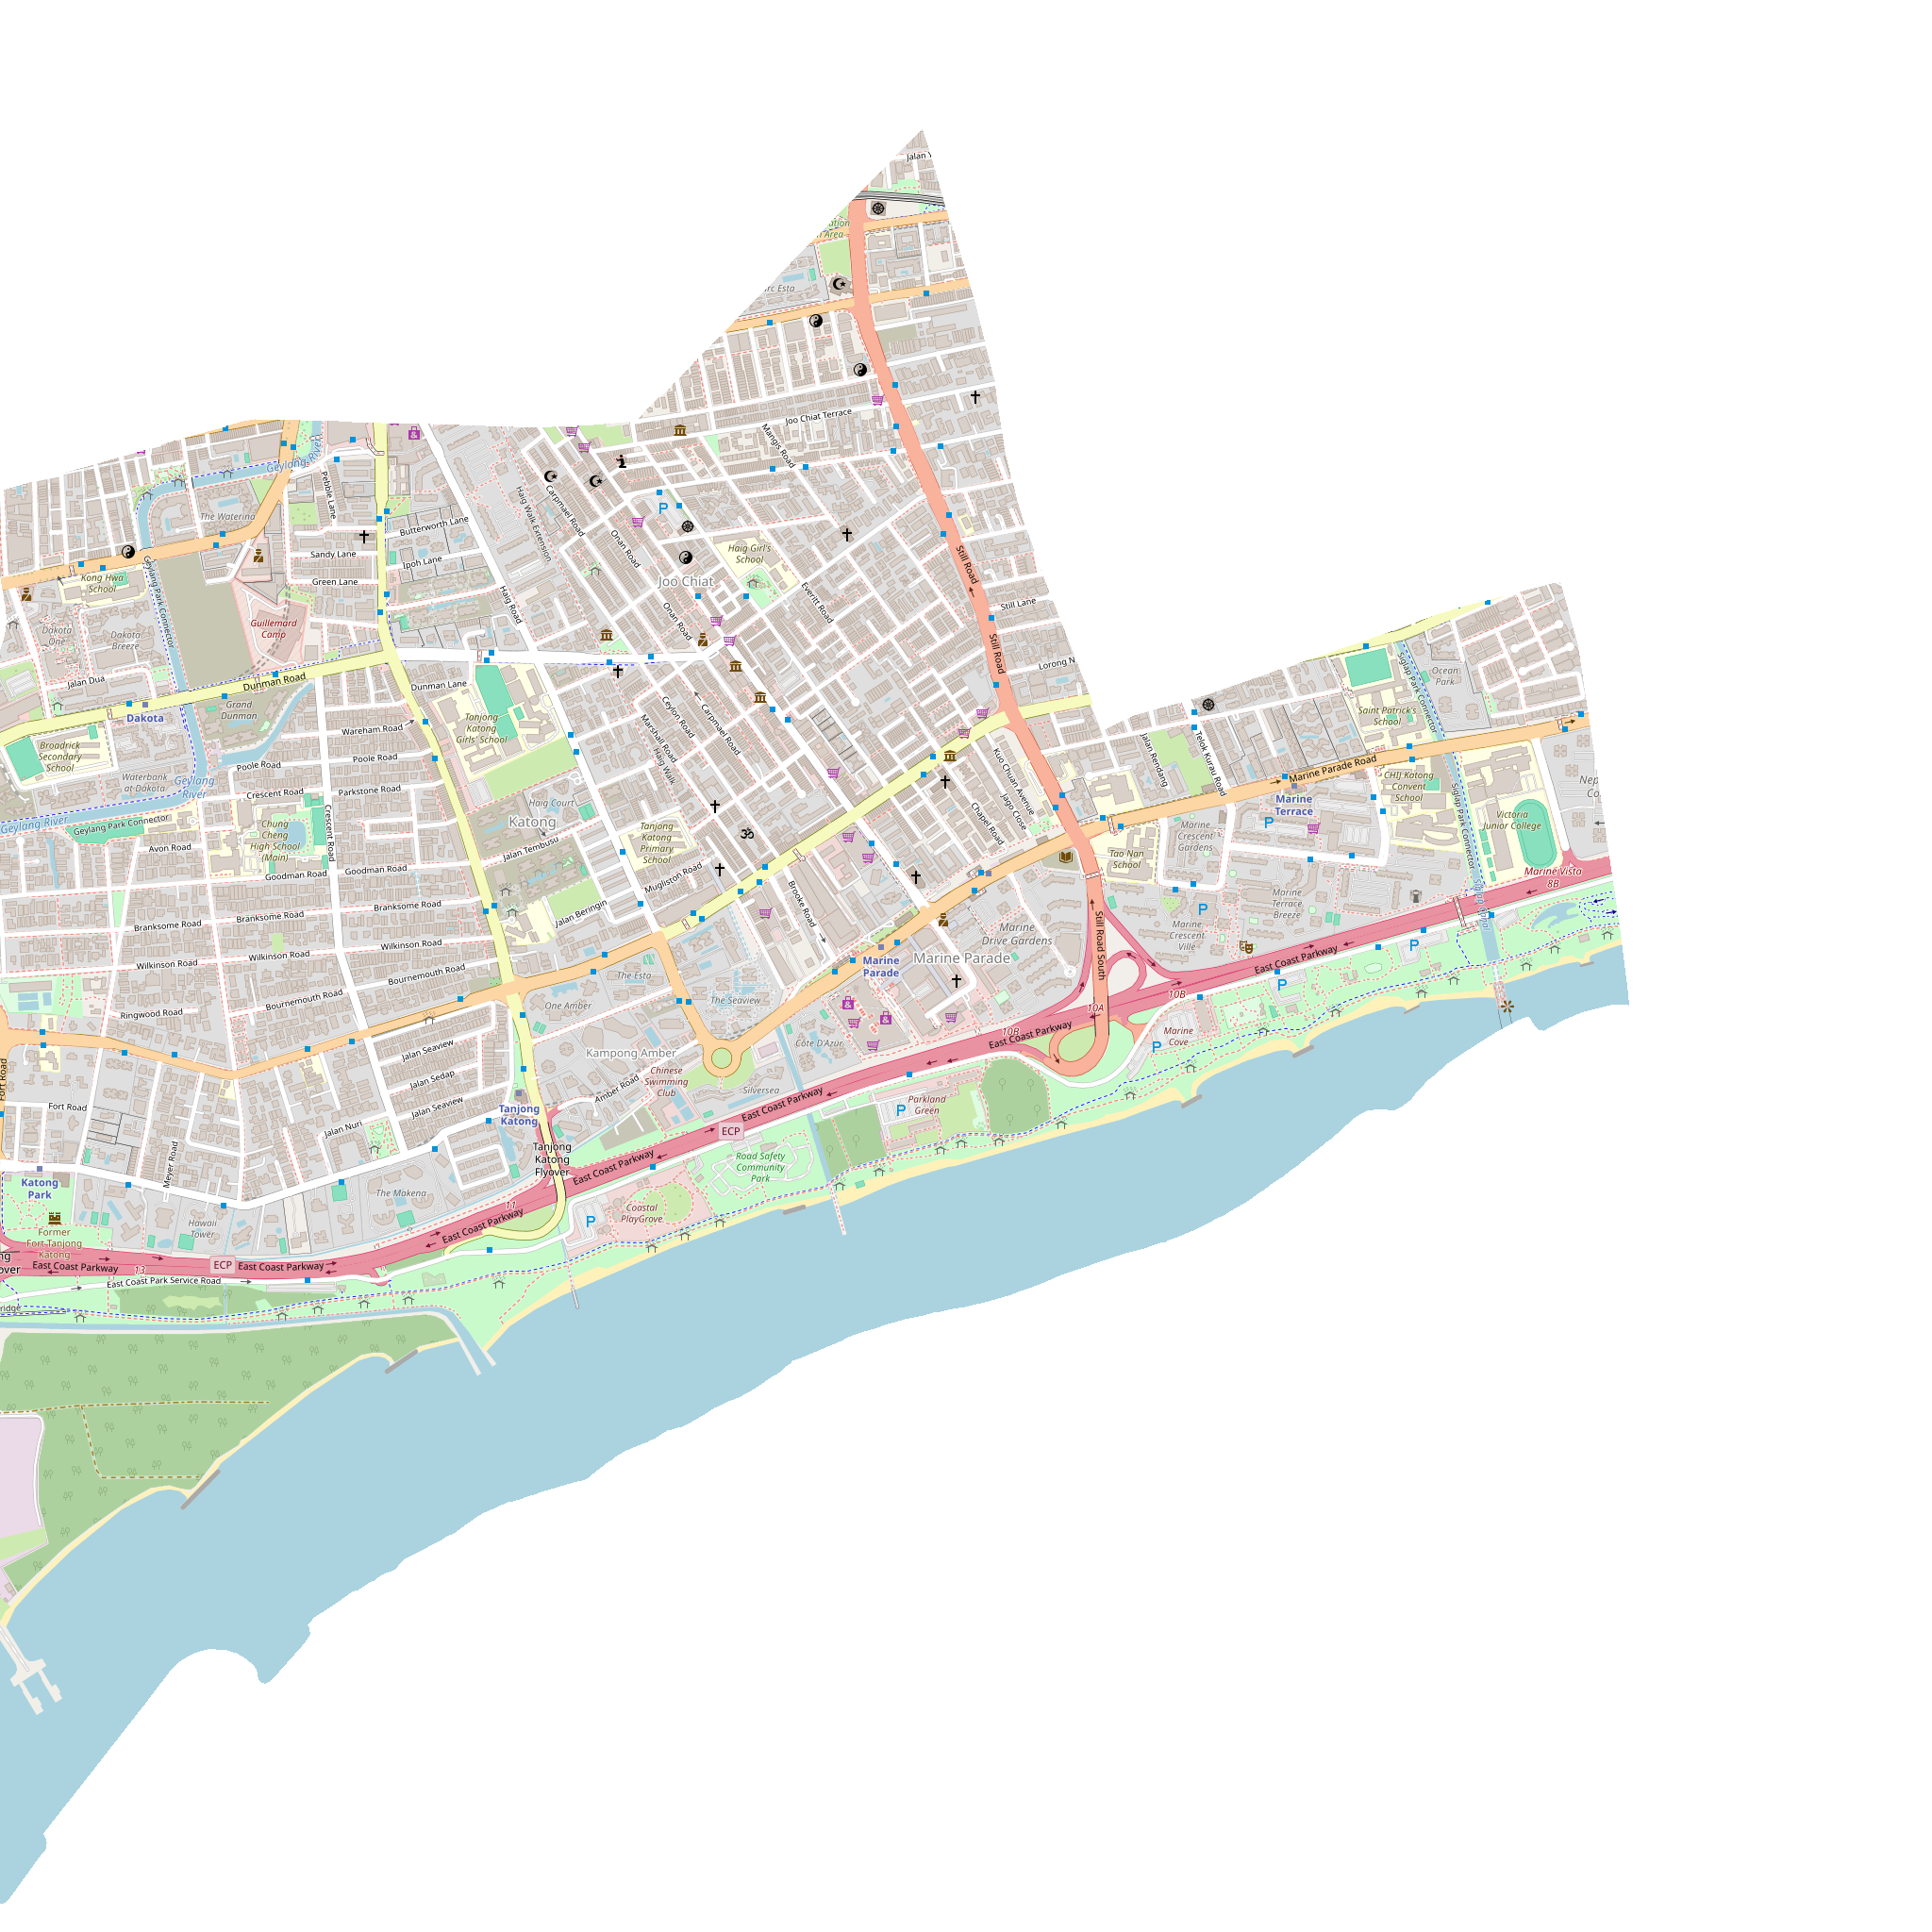 Joo Chiat Terrace
Mangis Road
Pebble Lane
The Waterina
Butterworth Lane
Haig Walk Extension
Carpmael Road
Onan Road
P
Haig Girl's
School
Still Road
Sandy Lane
Ipoh Lane
Green Lane
Kong Hwa
School
Geylang Park Connector
Joo Chiat
Everitt Road
Haig Road
Onan Road
Still Lane
Dakota
One
Dakota
Breeze
Guillemard
Camp
Still Road
Lorong N
Siglap Park Connector
Ocean
Park
Jalan Dua
Dunman Road
Dunman Lane
Grand
Dunman
Dakota
Ceylon Road
Carpmael Road
Marshall Road
Haig Walk
Saint Patrick's
School
Tanjong
Katong
Girls' School
Wareham Road
Broadrick
Secondary
School
Jalan Rendang
Telok Kurau Road
Kuo Chuan Avenue
Jago Close
Marine Parade Road
Poole Road
Poole Road
Waterbank
at Dakota
Geylang
River
Crescent Road
Parkstone Road
CHIJ Katong
Convent
School
Siglap Park Connector
Marine
Terrace
P
Haig Court
Katong
Chapel Road
Geylang River
Geylang Park Connector
Chung
Cheng
High School
(Main)
Crescent Road
Victoria
Junior College
Marine
Crescent
Gardens
Tanjong
Katong
Primary
School
Avon Road
Jalan Tembusu
Tao Nan
School
Goodman Road
Goodman Road
Mugliston Road
Marine Vista
8B
Brooke Road
Marine
Terrace
Breeze
P
Branksome Road
Branksome Road
Jalan Beringin
Still Road South
Marine
Drive Gardens
Marine
Crescent
Ville
Wilkinson Road
Wilkinson Road
Wilkinson Road
P
East Coast Parkway
Marine Parade
Marine
Parade
Bournemouth Road
Bournemouth Road
The Esta
The Seaview
One Amber
P
10B
10A
Ringwood Road
10B
East Coast Parkway
Marine
Cove
P
Côte D'Azur
Jalan Seaview
Kampong Amber
Fort Road
Jalan Sedap
Chinese
Swimming
Club
Amber Road
Silversea
Parkland
Green
P
East Coast Parkway
Fort Road
Jalan Seaview
Tanjong
Katong
Jalan Nuri
ECP
Tanjong
Katong
Flyover
Meyer Road
East Coast Parkway
Road Safety
Community
Park
Katong
Park
The Makena
11
Coastal
PlayGrove
P
Hawaii
Tower
East Coast Parkway
Former
Fort Tanjong
Katong
ECP
East Coast Parkway
East Coast Parkway
13
East Coast Park Service Road